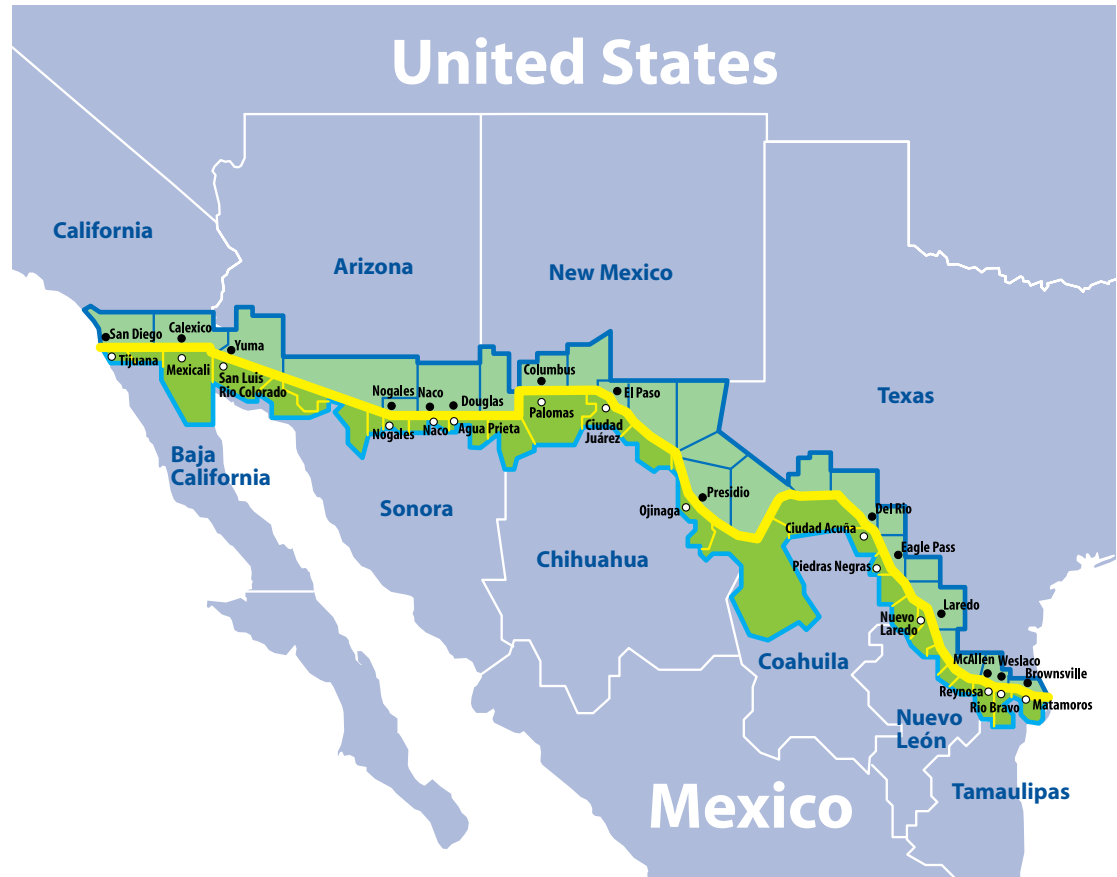 United States
California
Arizona
New Mexico
Texas
San Diego
Calexico
Yuma
Tijuana
Mexicali
San Luis
Rio Colorado
Nogales
Naco
Douglas
Nogales
Naco
Agua Prieta
Columbus
Palomas
El Paso
Ciudad
Juárez
Baja
California
Sonora
Chihuahua
Presidio
Ojinaga
Del Rio
Ciudad Acuña
Eagle Pass
Piedras Negras
Laredo
Nuevo
Laredo
Coahuila
McAllen
Weslaco
Brownsville
Reynosa
Rio Bravo
Matamoros
Nuevo
León
Tamaulipas
Mexico